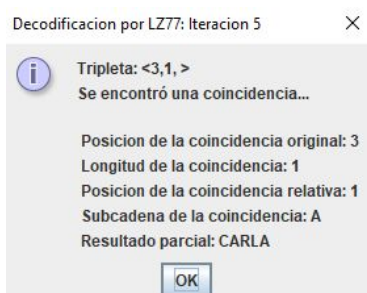 Decodificacion por LZ77: Iteracion 5
Tripleta: <3,1, >
Se encontró una coincidencia...
Posicion de la coincidencia original: 3
Longitud de la coincidencia: 1
Posicion de la coincidencia relativa: 1
Subcadena de la coincidencia: A
Resultado parcial: CARLA
OK